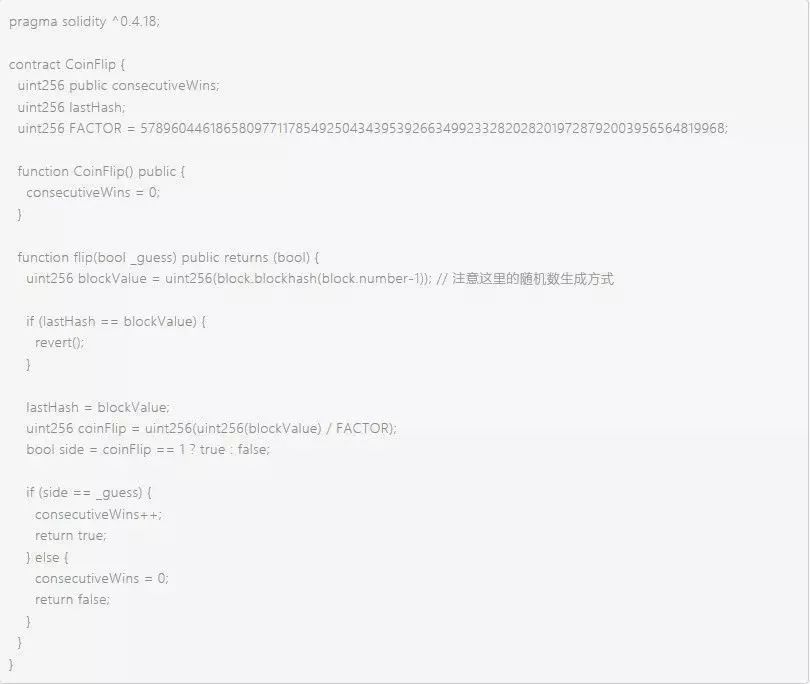 pragma solidity ^0.4.18;
contract CoinFlip {
uint256 public consecutiveWins;
uint256 lastHash;
uint256 FACTOR = 57896044618658097711785492504343953926634992332820282019728792003956564819968;
function CoinFlip() public {
consecutiveWins = 0;
}
function flip(bool _guess) public returns (bool) {
uint256 blockValue = uint256(block.blockhash(block.number-1)); // 注意这里的随机数生成方式
if (lastHash == blockValue) {
revert();
}
lastHash = blockValue;
uint256 coinFlip = uint256(uint256(blockValue) / FACTOR);
bool side = coinFlip == 1 ? true : false;
if (side == _guess) {
consecutiveWins++;
return true;
} else {
consecutiveWins = 0;
return false;
}
}
}